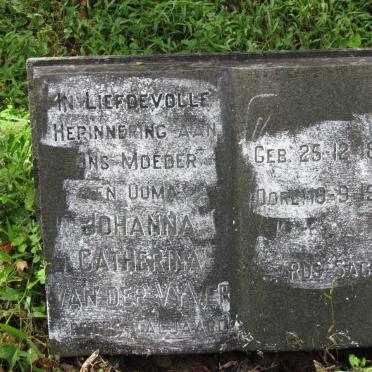 IN LIEFDEVOLLE
HERINNERING AAN
ONS MOEDER
EN OUMA
JOHANNA
CATHERINA
VAN DER VYVER
GEB 25-12-18
OORL 18-9-12
RUS SAG